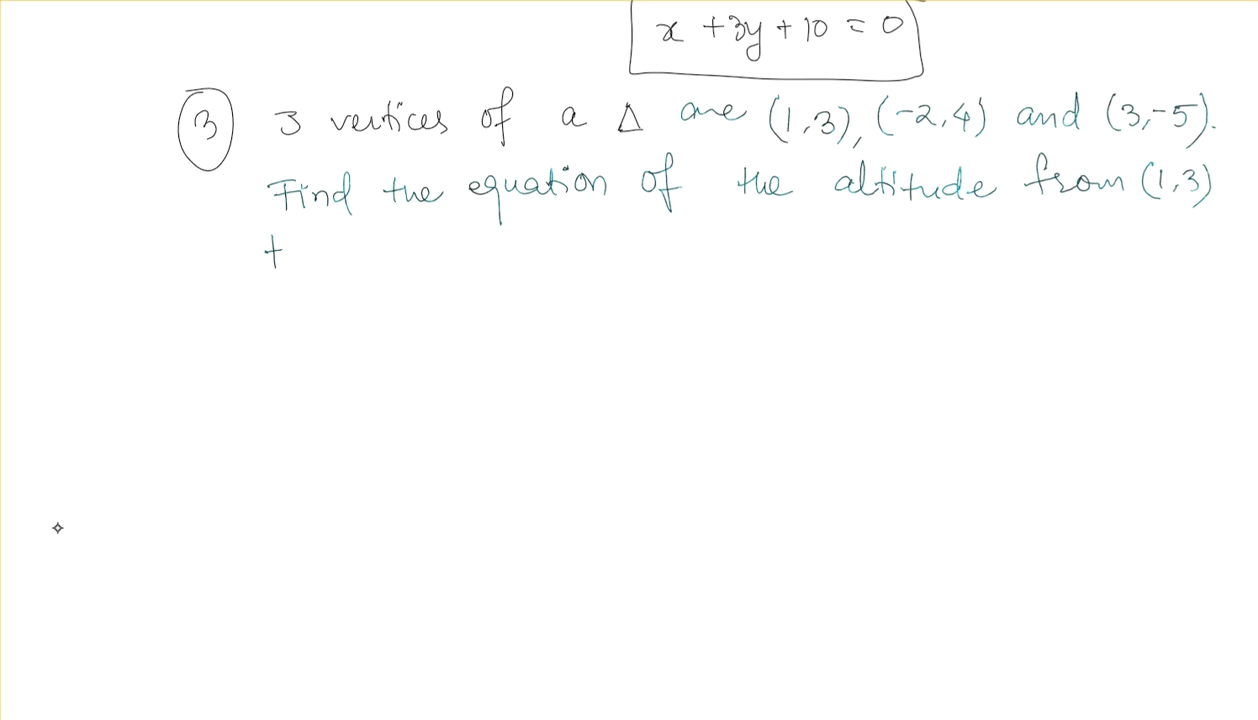 x + 3y + 10 = 0
③ 3 vertices of a Δ are (1,3), (-2,4) and (3,-5).
Find the equation of the altitude from (1,3)
t